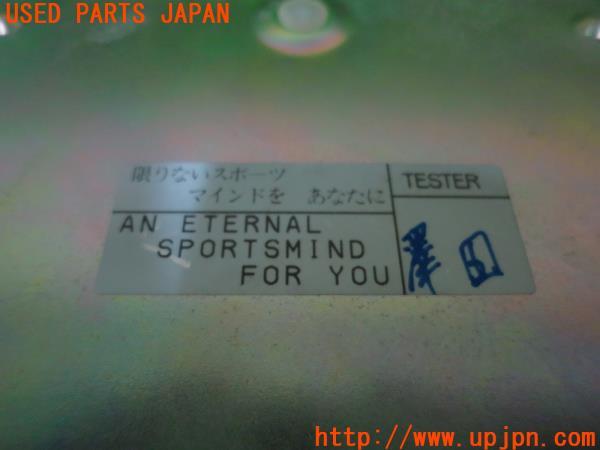 USED PARTS JAPAN
限りないスポーツ
マインドを あなたに
TESTER
AN ETERNAL
SPORTSMIND
FOR YOU
澤田
http://www.upjpn.com